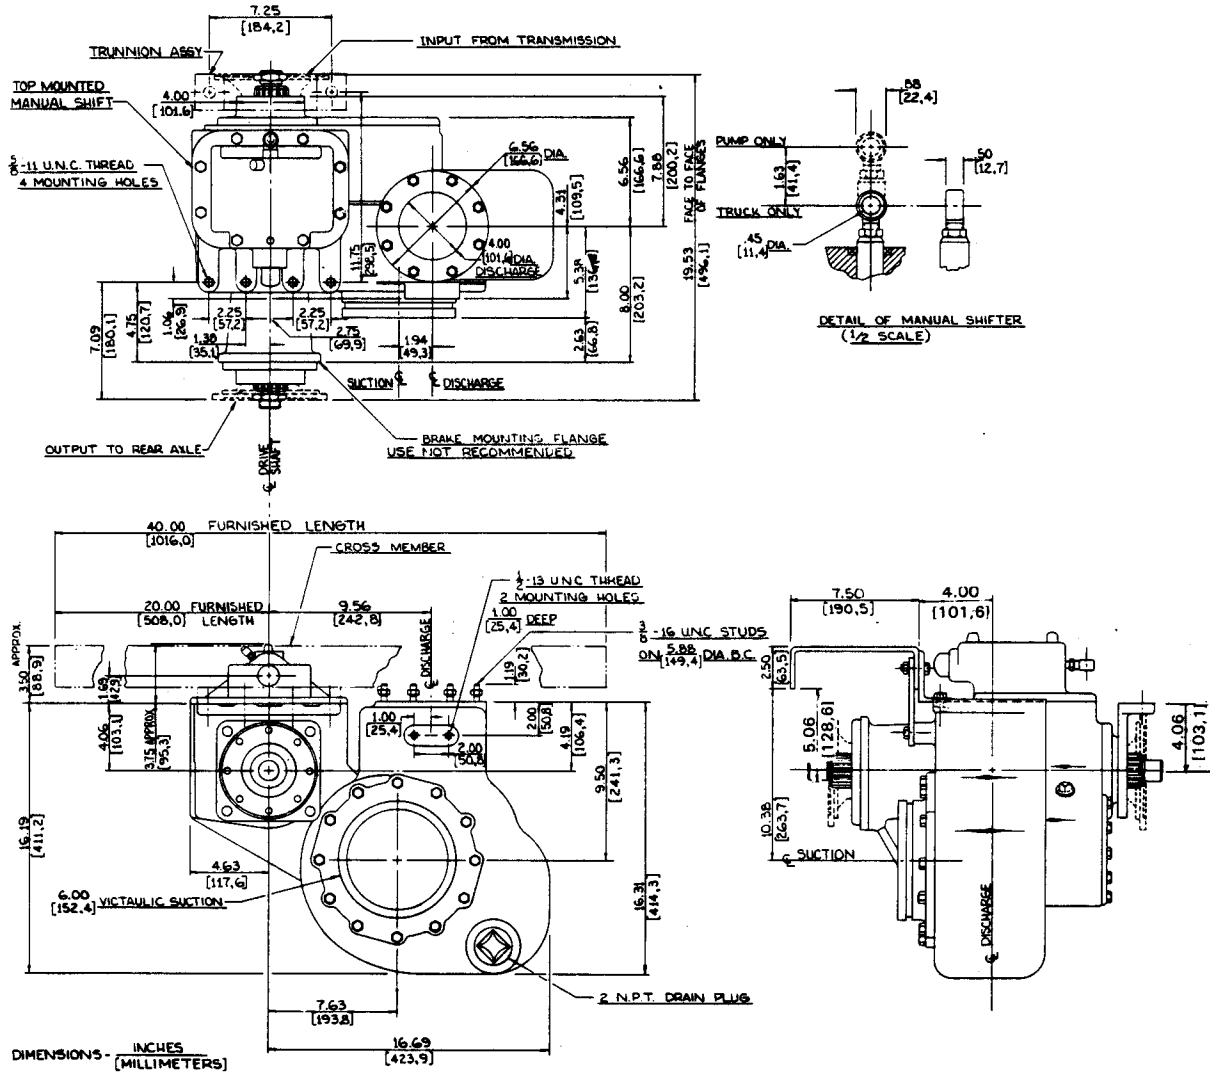 7.25
[184,2]
TRUNNION ASSY
INPUT FROM TRANSMISSION
TOP MOUNTED
MANUAL SHIFT
4.00
[101.6]
-11 U.N.C. THREAD
4 MOUNTING HOLES
6.56 DIA.
[166,6]
4.00
[101,6] DIA.
DISCHARGE
11.75
[298,5]
4.31
[109,5]
6.56
[166,6]
7.88
[200,2]
19.53 FACE TO FACE
[496,1] OF FLANGES
5.38
8.00
[203,2]
2.63
[66,8]
7.09
[180,1]
4.75
[120,7]
1.06
[26,9]
2.25
[57,2]
2.25
[57,2]
1.38
[35,1]
2.75
[69,9]
1.94
[49,3]
SUCTION ℄
℄ DISCHARGE
OUTPUT TO REAR AXLE
BRAKE MOUNTING FLANGE
USE NOT RECOMMENDED
℄ DRIVE
SHAFT
.88
[22,4]
PUMP ONLY
1.63
[41,4]
TRUCK ONLY
.45
[11,4] DIA.
.50
[12,7]
DETAIL OF MANUAL SHIFTER
(1/2 SCALE)
40.00 FURNISHED LENGTH
[1016,0]
CROSS MEMBER
20.00 FURNISHED
[508,0] LENGTH
9.56
[242,8]
1/2-13 UNC THREAD
2 MOUNTING HOLES
1.00
[25,4] DEEP
-16 U.N.C STUDS
ON 5.88
[149,4] DIA. B.C.
3.50 APPROX.
[88,9]
1.69
[42,9]
4.06
[103,1]
3.75 APPROX
[95,3]
℄ DISCHARGE
1.19
[30,2]
1.00
[25,4]
2.00
[50,8]
2.00
[50,8]
4.19
[106,4]
9.50
[241,3]
16.19
[411,2]
4.63
[117,6]
6.00
[152,4] VICTAULIC SUCTION
16.31
[414,3]
2 N.P.T. DRAIN PLUG
7.63
[193,8]
16.69
[423,9]
7.50
[190,5]
4.00
[101,6]
2.50
[63,5]
5.06
[128,6]
10.38
[263,7]
℄ SUCTION
℄ DISCHARGE
4.06
[103,1]
DIMENSIONS - INCHES
[MILLIMETERS]